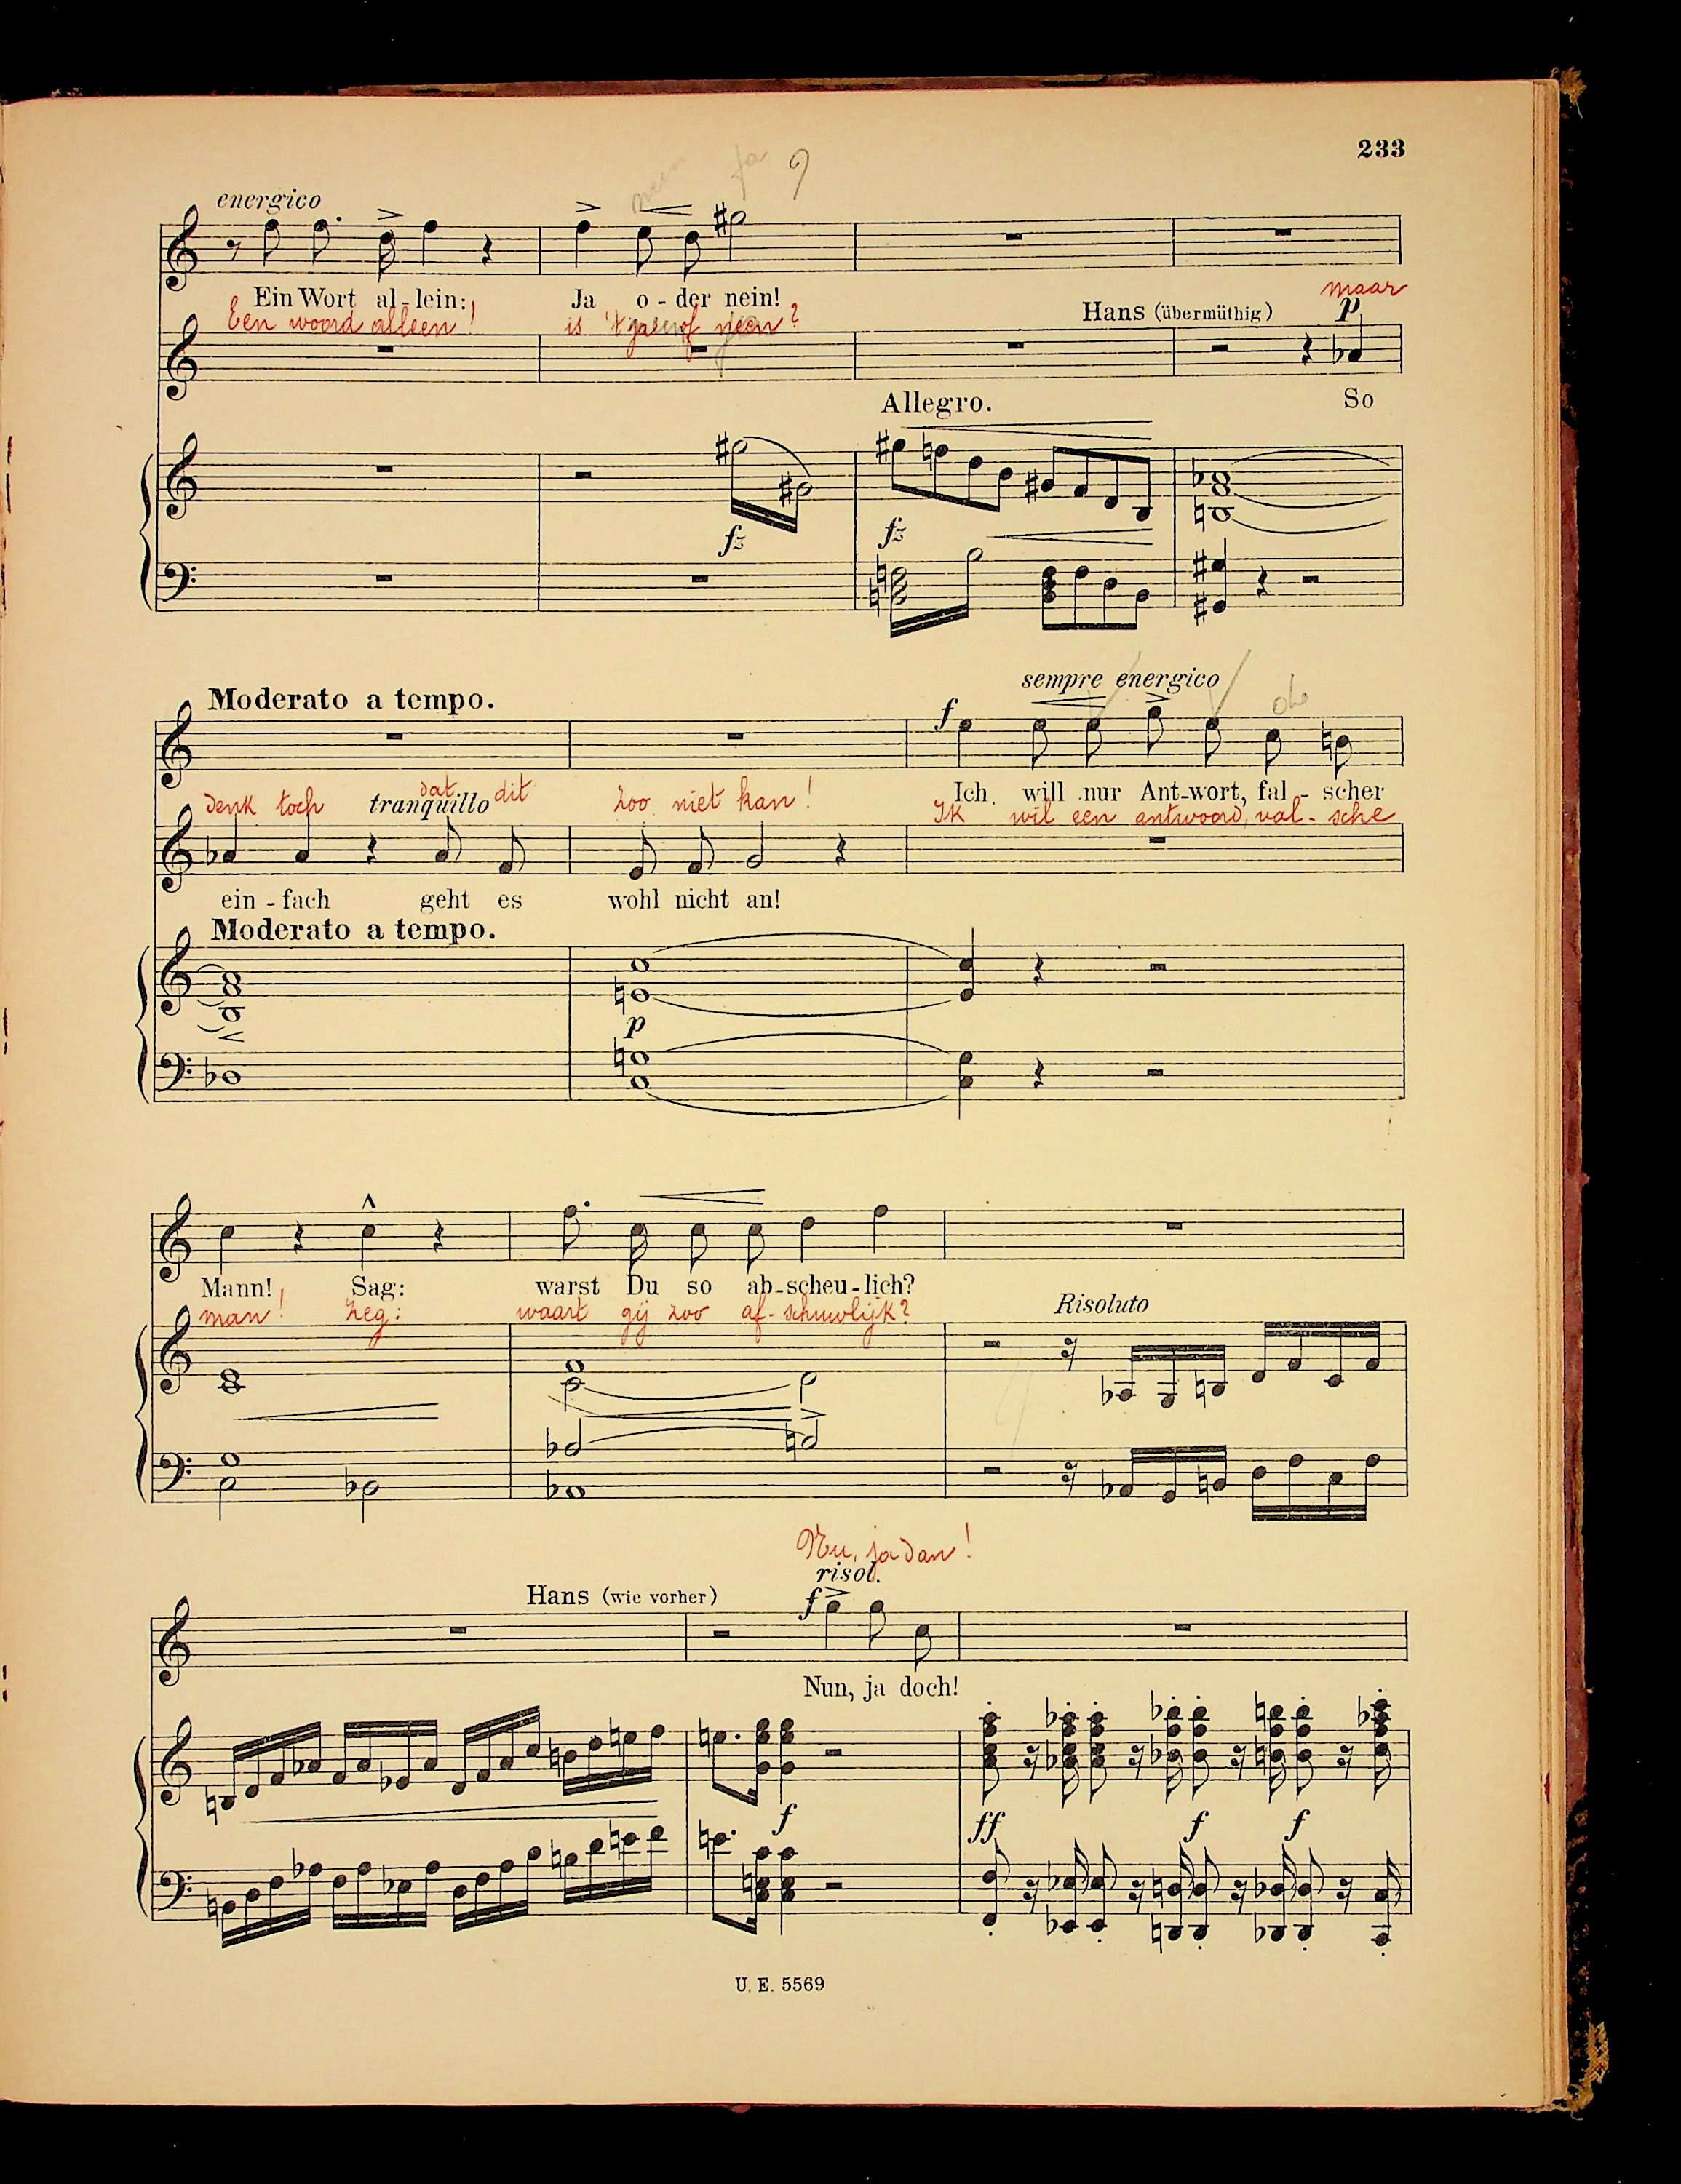 233
neen ja
energico
Ein Wort al-lein: Ja o-der nein!
maar
Een woord alleen! is 't neen?
Hans (übermüthig) p
Allegro. So
fz fz
sempre energico
Moderato a tempo.
f
denk toch dat dit zoo niet kan! Ich will nur Ant-wort, fal-scher
tranquillo Ik wil een antwoord, val-sche
ein-fach geht es wohl nicht an!
Moderato a tempo.
p
Mann! Sag: warst Du so ab-scheu-lich?
man! zeg: waart gij zoo af-schuwlijk?
Risoluto
Nu, ja dan!
risol.
Hans (wie vorher) f
Nun, ja doch!
f ff f f
U. E. 5569